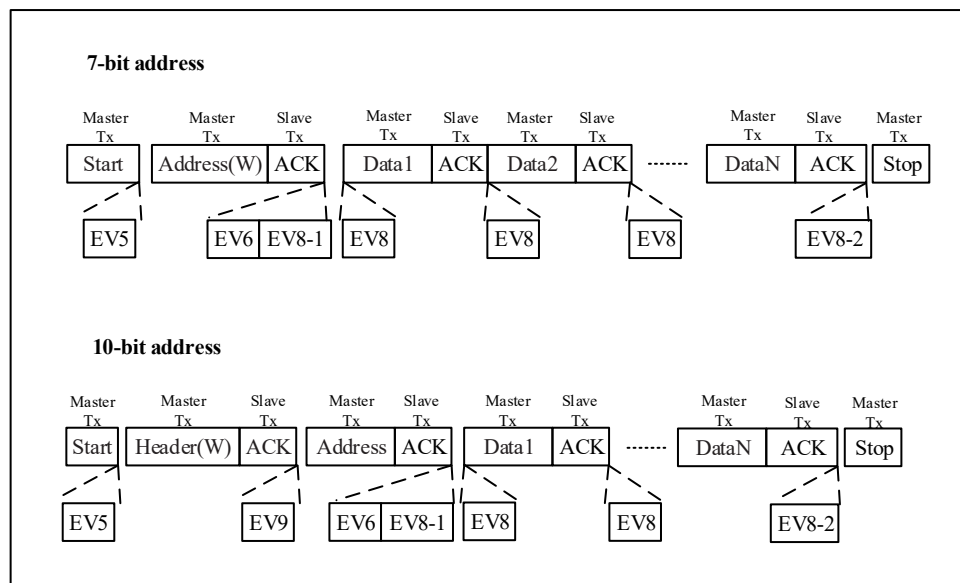 7-bit address
Master Master Slave Master Slave Master Slave Master Slave Master
Tx Tx Tx Tx Tx Tx Tx Tx Tx Tx
Start Address(W) ACK Data1 ACK Data2 ACK DataN ACK Stop
EV5 EV6 EV8-1 EV8 EV8 EV8 EV8-2
10-bit address
Master Master Slave Master Slave Master Slave Master Slave Master
Tx Tx Tx Tx Tx Tx Tx Tx Tx Tx
Start Header(W) ACK Address ACK Data1 ACK DataN ACK Stop
EV5 EV9 EV6 EV8-1 EV8 EV8 EV8-2